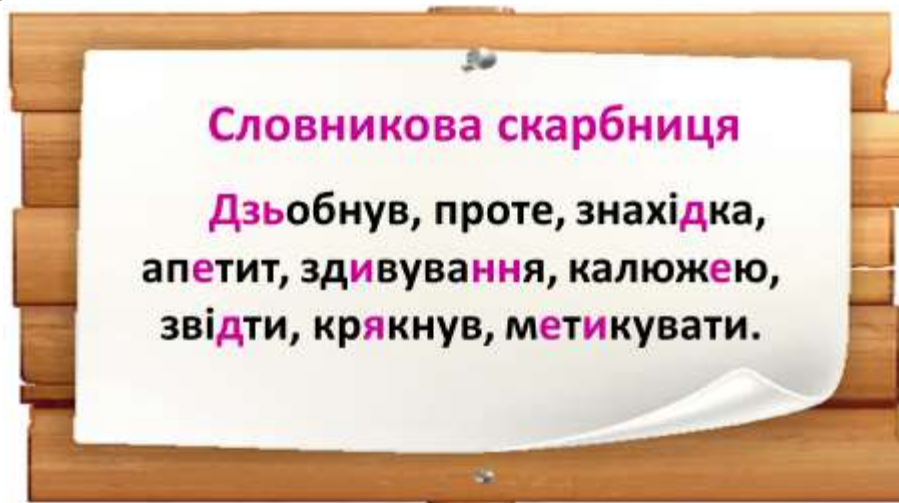 Словникова скарбниця
Дзьобнув, проте, знахідка,
апетит, здивування, калюжею,
звідти, крякнув, метикувати.